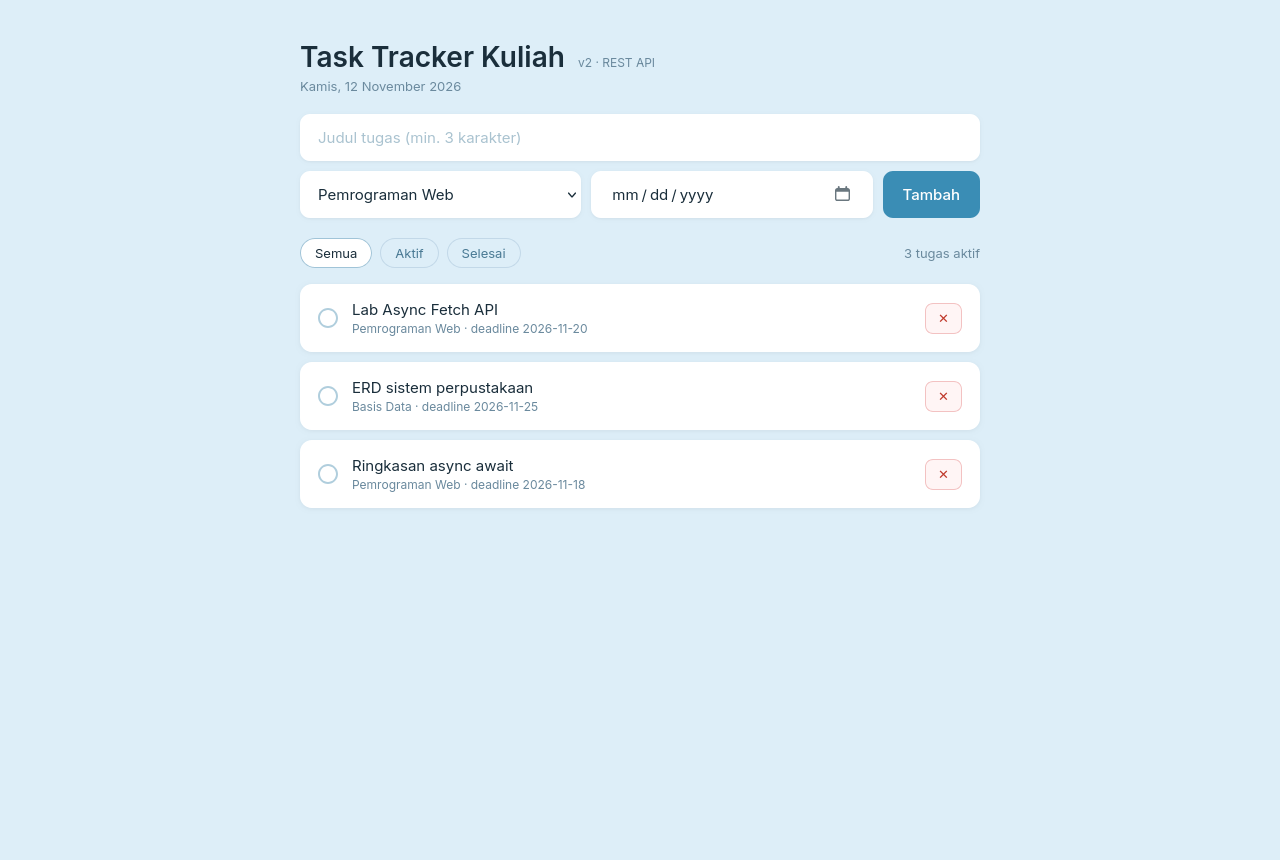 Task Tracker Kuliah v2 · REST API
Kamis, 12 November 2026
Judul tugas (min. 3 karakter)
Pemrograman Web mm/dd/yyyy Tambah
Semua Aktif Selesai 3 tugas aktif
Lab Async Fetch API
Pemrograman Web · deadline 2026-11-20
✕
ERD sistem perpustakaan
Basis Data · deadline 2026-11-25
✕
Ringkasan async await
Pemrograman Web · deadline 2026-11-18
✕